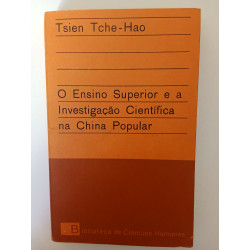 Tsien Tche-Hao
O Ensino Superior e a
Investigação Científica
na China Popular
B Biblioteca de Ciências Humanas